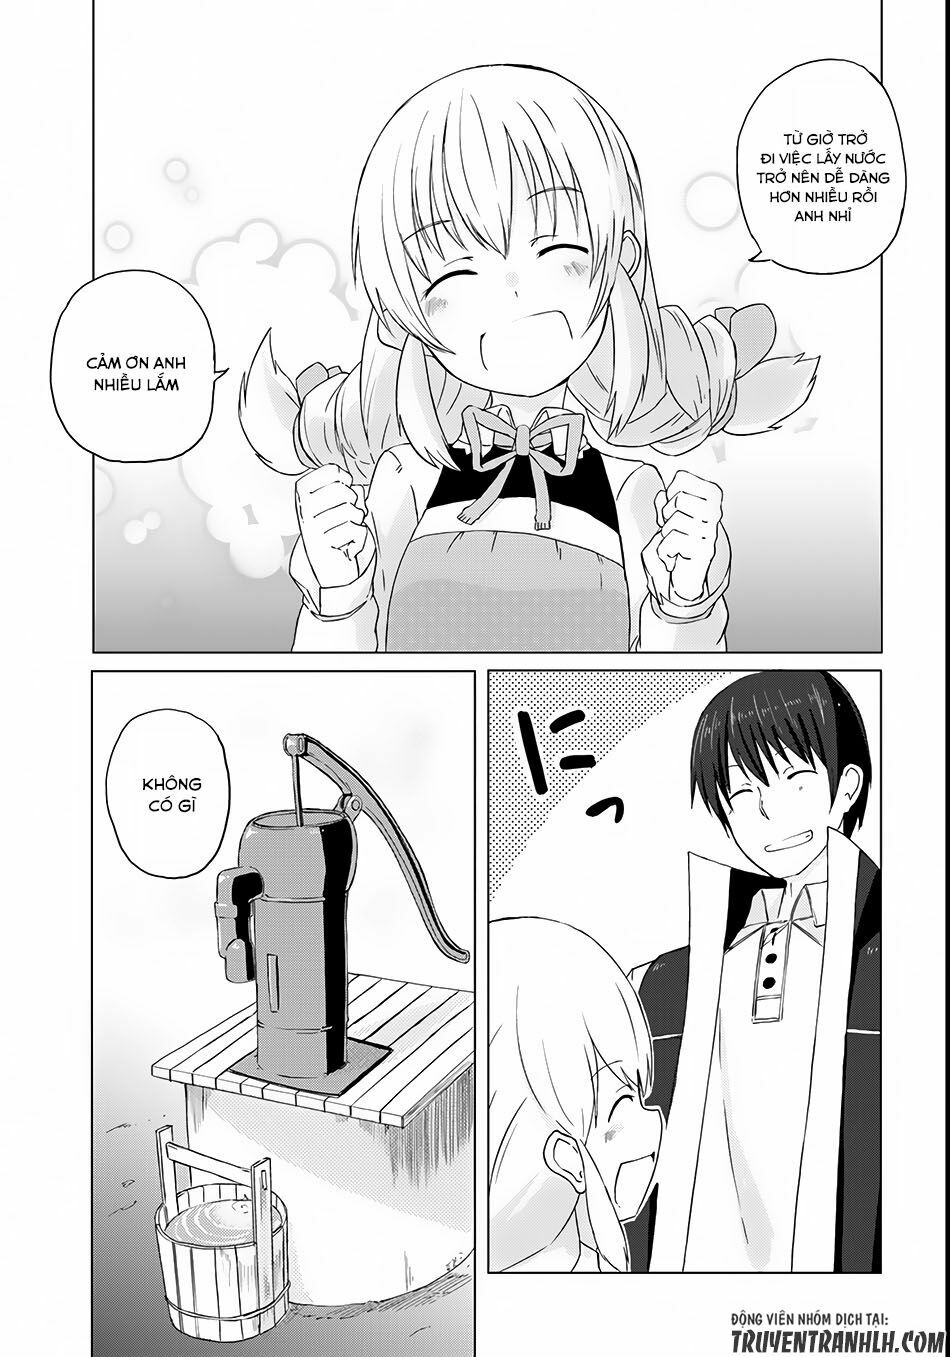 TỪ GIỜ TRỞ
ĐI VIỆC LẤY NƯỚC
TRỞ NÊN DỄ DÀNG
HƠN NHIỀU RỒI
ANH NHỈ
CẢM ƠN ANH
NHIỀU LẮM
にこっ
KHÔNG
CÓ GÌ
ĐỘNG VIÊN NHÓM DỊCH TẠI:
TRUYENTRANHLH.COM